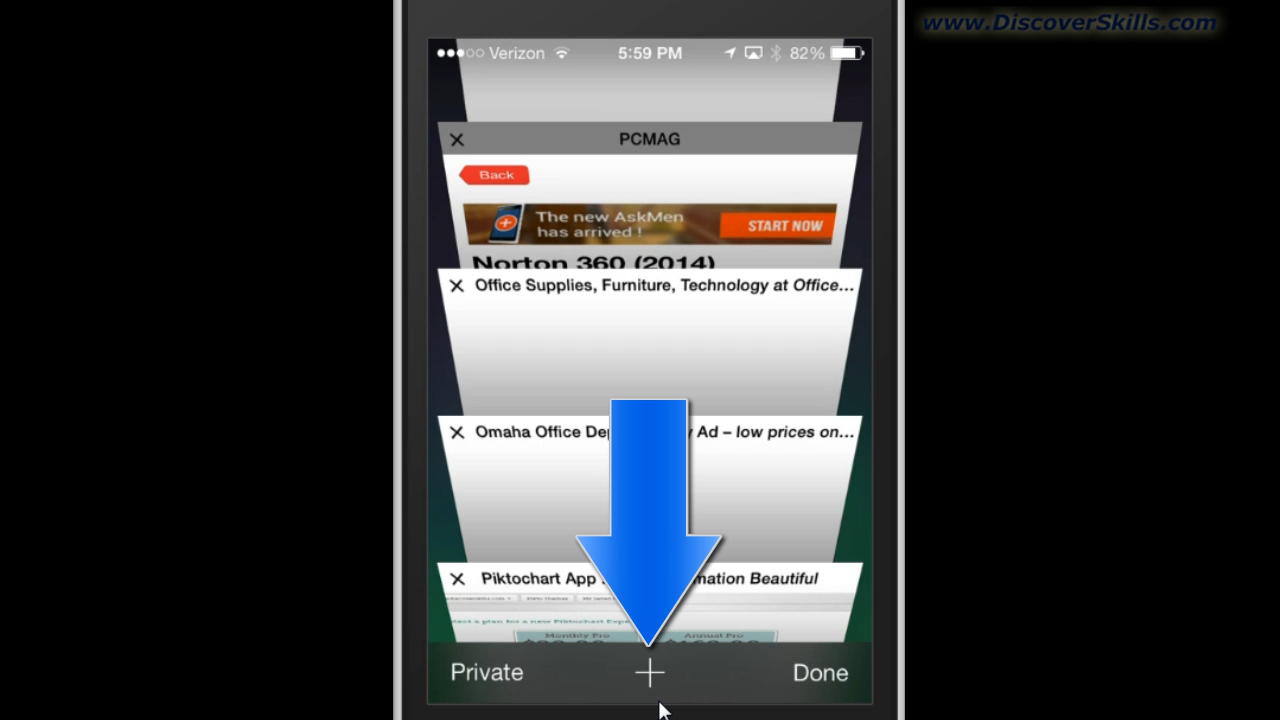 www.DiscoverSkills.com
Verizon 5:59 PM 82%
PCMAG
Back
The new AskMen
has arrived !
START NOW
Norton 360 (2014)
Office Supplies, Furniture, Technology at Office...
Omaha Office Ad – low prices on...
Piktochart App Beautiful
Monthly Pro Annual Pro
Private Done